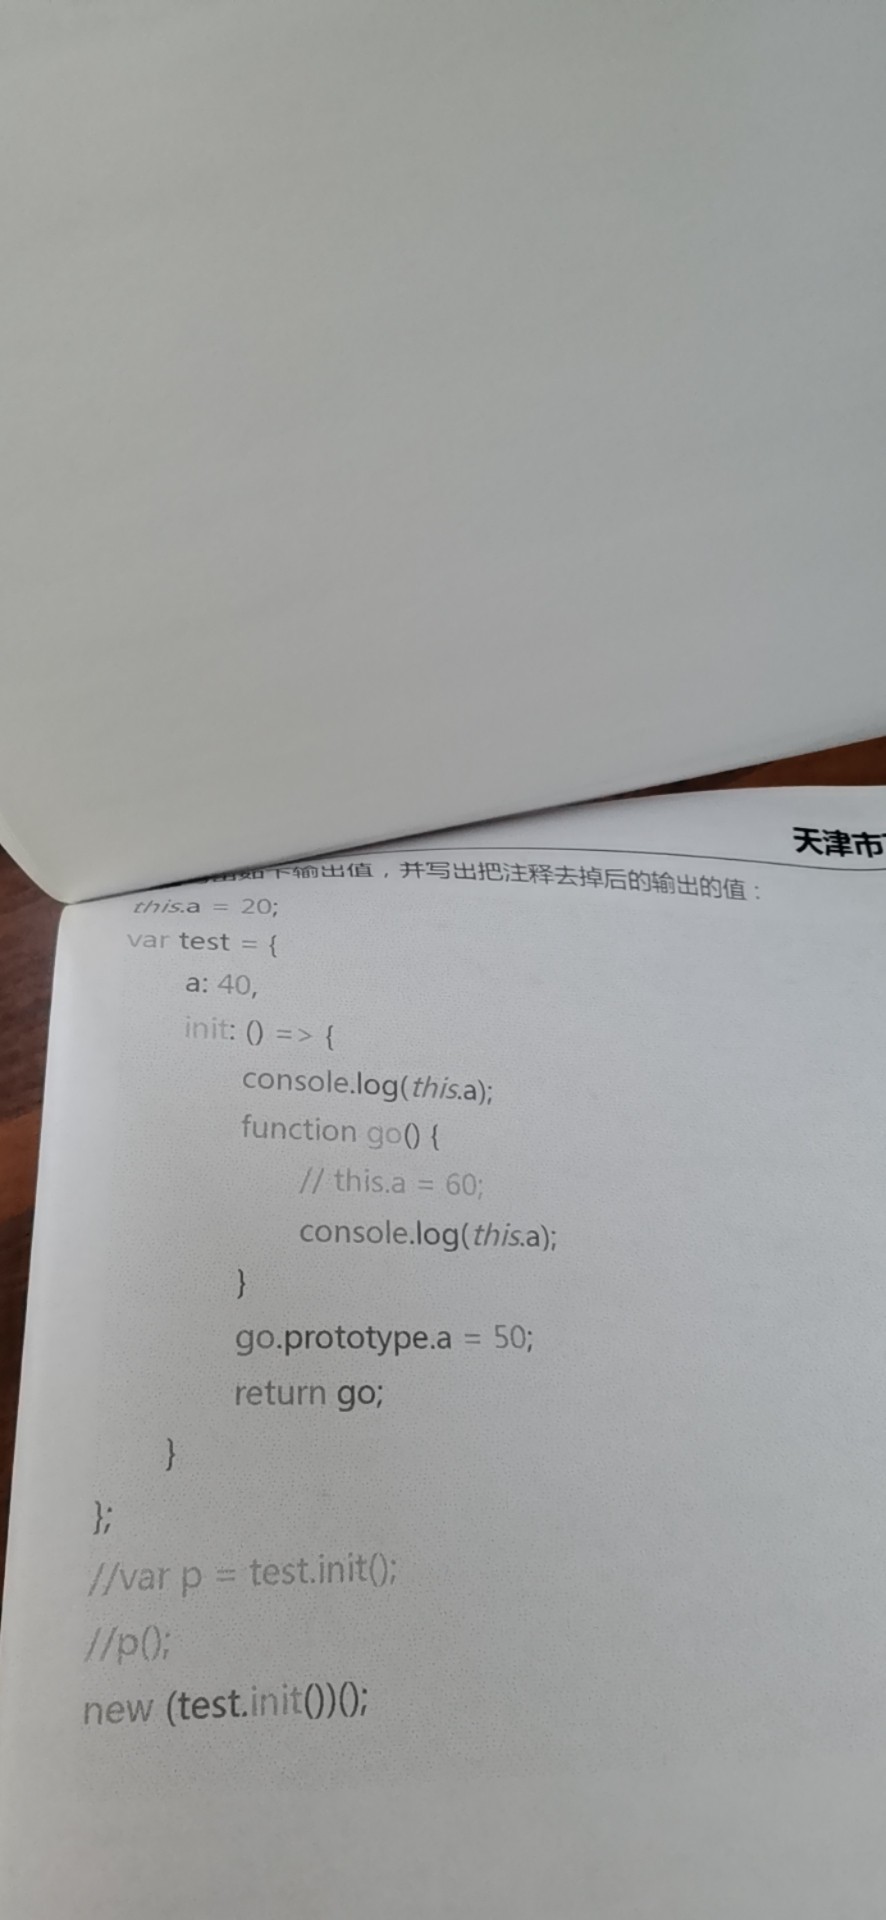 天津市
如下输出值，并写出把注释去掉后的输出的值：
this.a = 20;
var test = {
a: 40,
init: () => {
console.log(this.a);
function go() {
// this.a = 60;
console.log(this.a);
}
go.prototype.a = 50;
return go;
}
};
//var p = test.init();
//p();
new (test.init())();